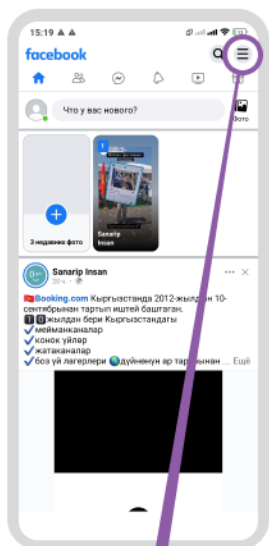 15:19
facebook
Что у вас нового?
Фото
1
3 недавних фото
Sanarip
Insan
Sanarip Insan
20 ч.
Booking.com Кыргызстанда 2012-жылдын 10-
сентябрынан тартып иштей баштаган.
10 жылдан бери Кыргызстандагы
мейманканалар
конок үйлөр
жатаканалар
боз үй лагерлери дүйнөнүн ар тарабынан ... Ещё